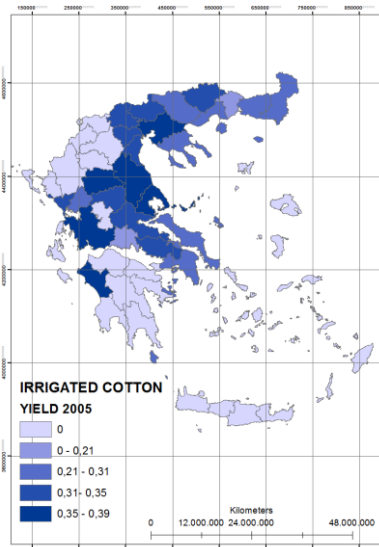 150000 250000 350000 450000 550000 650000 750000 850000
IRRIGATED COTTON
YIELD 2005
0
0 - 0,21
0,21 - 0,31
0,31- 0,35
0,35 - 0,39
Kilometers
0 12.000.000 24.000.000 48.000.000